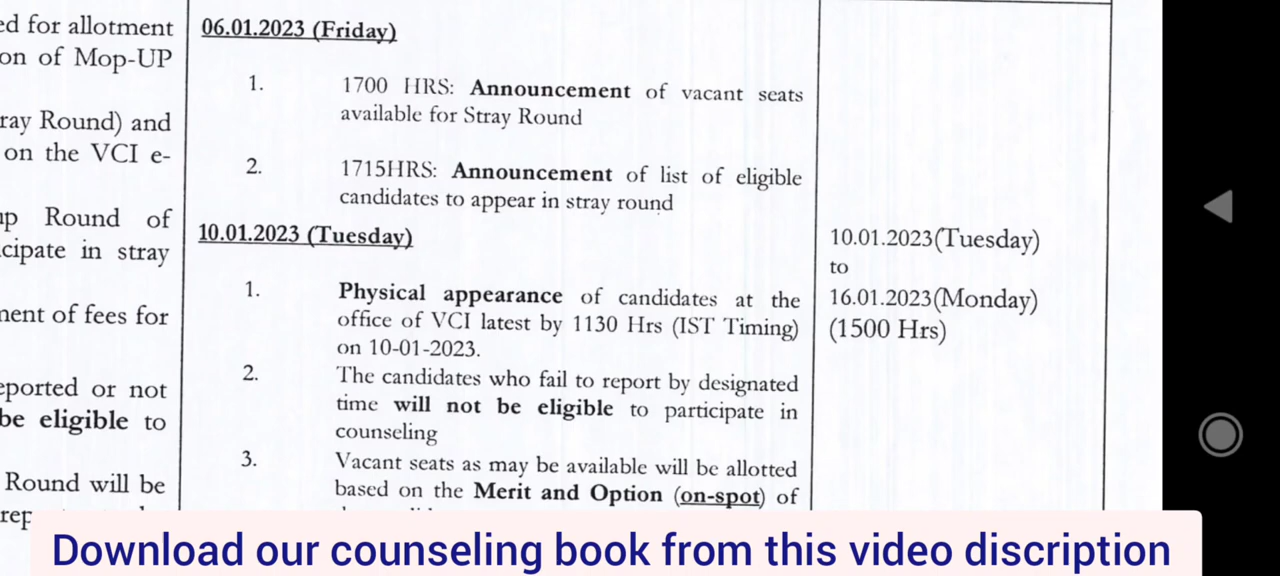 ed for allotment
on of Mop-UP
ray Round) and
on the VCI e-
up Round of
cipate in stray
ment of fees for
eported or not
be eligible to
Round will be
rep
06.01.2023 (Friday)
1. 1700 HRS: Announcement of vacant seats
available for Stray Round
2. 1715HRS: Announcement of list of eligible
candidates to appear in stray round
10.01.2023 (Tuesday)
1. Physical appearance of candidates at the
office of VCI latest by 1130 Hrs (IST Timing)
on 10-01-2023.
2. The candidates who fail to report by designated
time will not be eligible to participate in
counseling
3. Vacant seats as may be available will be allotted
based on the Merit and Option (on-spot) of
10.01.2023(Tuesday)
to
16.01.2023(Monday)
(1500 Hrs)
Download our counseling book from this video discription